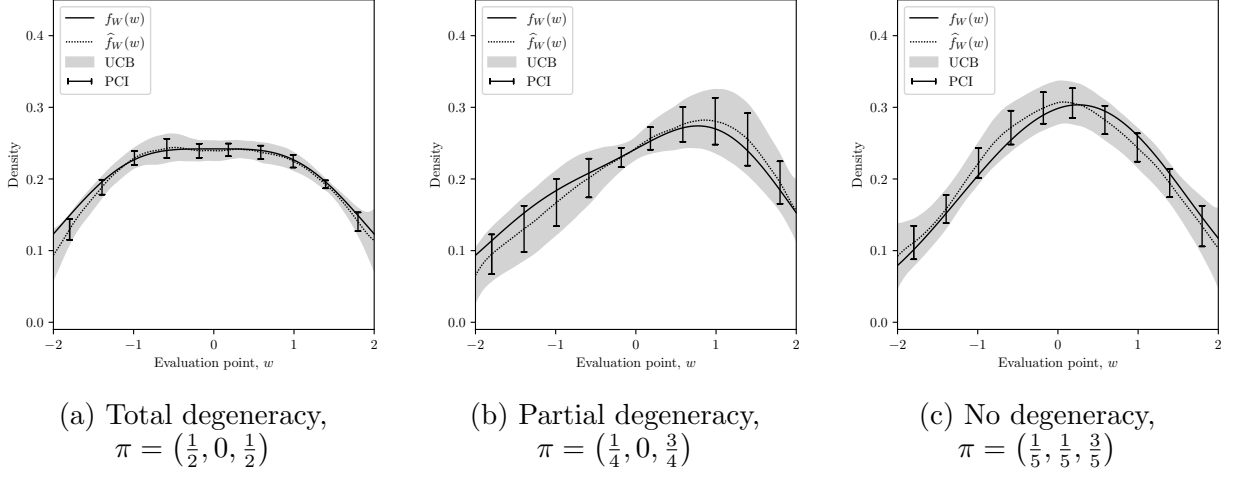 0.4
0.3
0.2
0.1
0.0
Density
f_W(w)
f̂_W(w)
UCB
PCI
−2 −1 0 1 2
Evaluation point, w
0.4
0.3
0.2
0.1
0.0
Density
f_W(w)
f̂_W(w)
UCB
PCI
−2 −1 0 1 2
Evaluation point, w
0.4
0.3
0.2
0.1
0.0
Density
f_W(w)
f̂_W(w)
UCB
PCI
−2 −1 0 1 2
Evaluation point, w
(a) Total degeneracy,
π = (1/2, 0, 1/2)
(b) Partial degeneracy,
π = (1/4, 0, 3/4)
(c) No degeneracy,
π = (1/5, 1/5, 3/5)